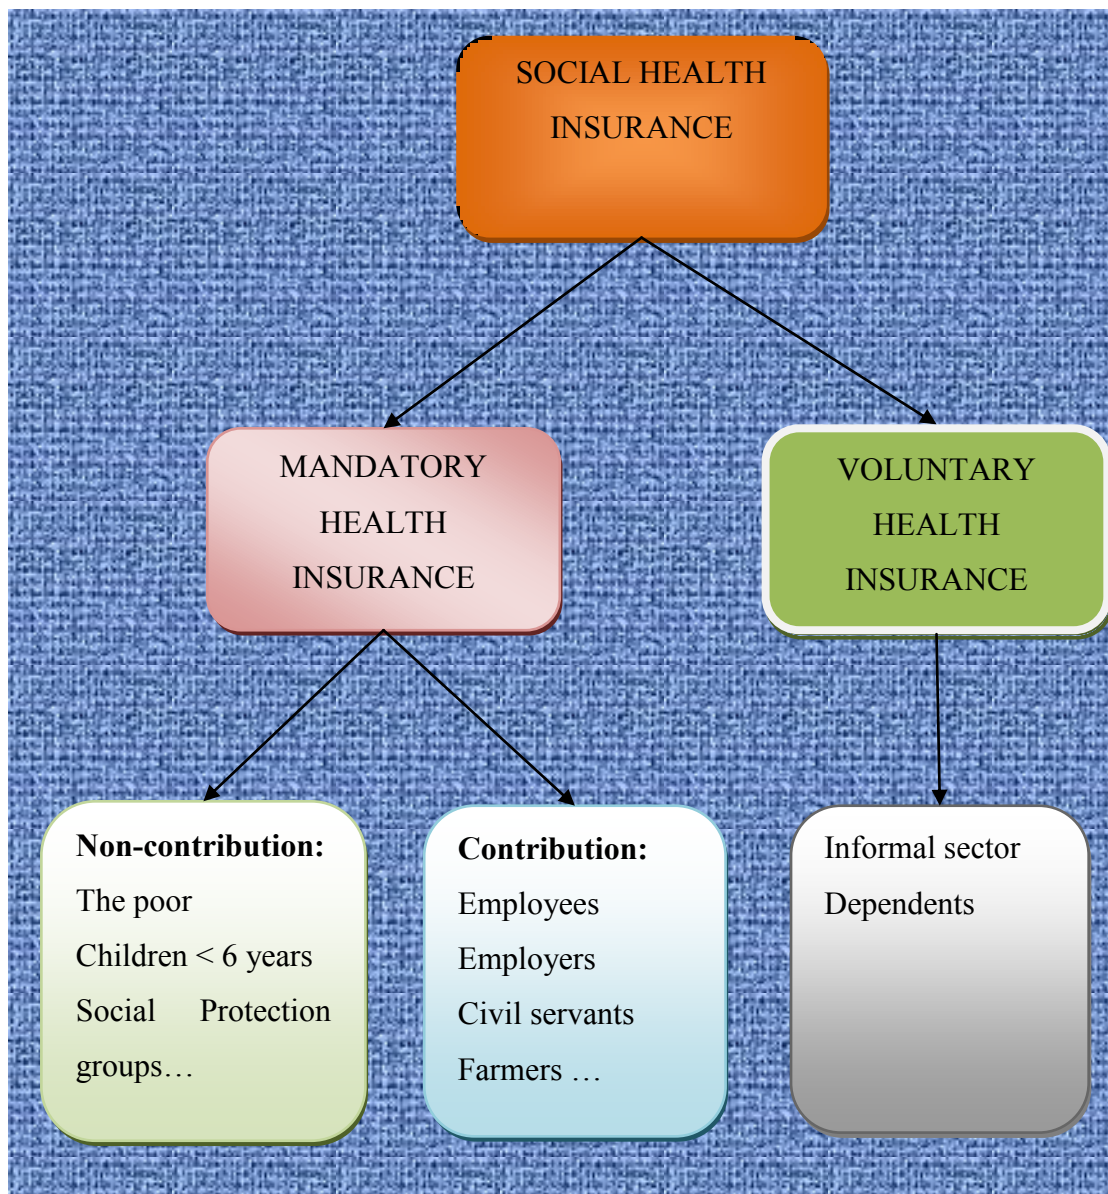 SOCIAL HEALTH
INSURANCE
MANDATORY
HEALTH
INSURANCE
VOLUNTARY
HEALTH
INSURANCE
Non-contribution:
The poor
Children < 6 years
Social Protection
groups…
Contribution:
Employees
Employers
Civil servants
Farmers …
Informal sector
Dependents